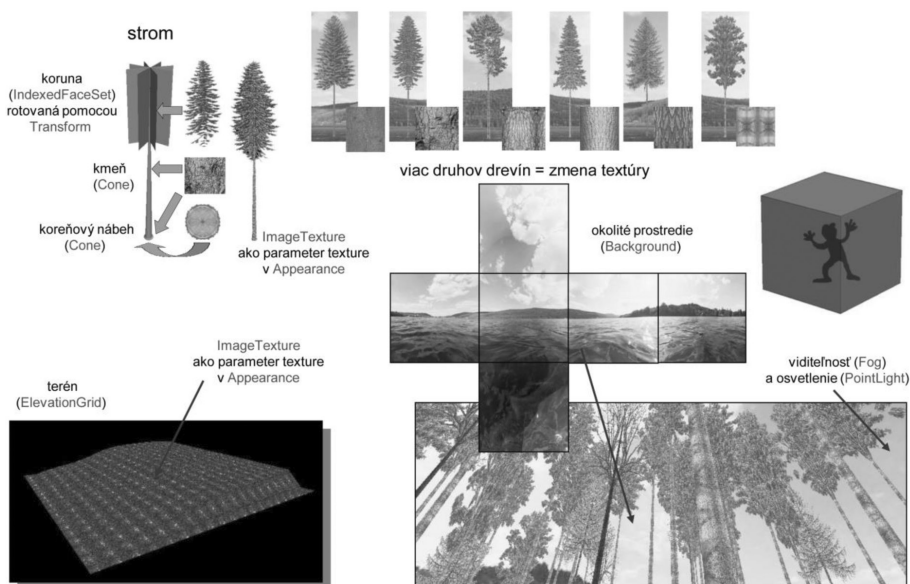 strom
koruna
(IndexedFaceSet)
rotovaná pomocou
Transform
kmeň
(Cone)
koreňový nábeh
(Cone)
ImageTexture
ako parameter texture
v Appearance
viac druhov drevín = zmena textúry
okolité prostredie
(Background)
ImageTexture
ako parameter texture
v Appearance
terén
(ElevationGrid)
viditeľnosť (Fog)
a osvetlenie (PointLight)